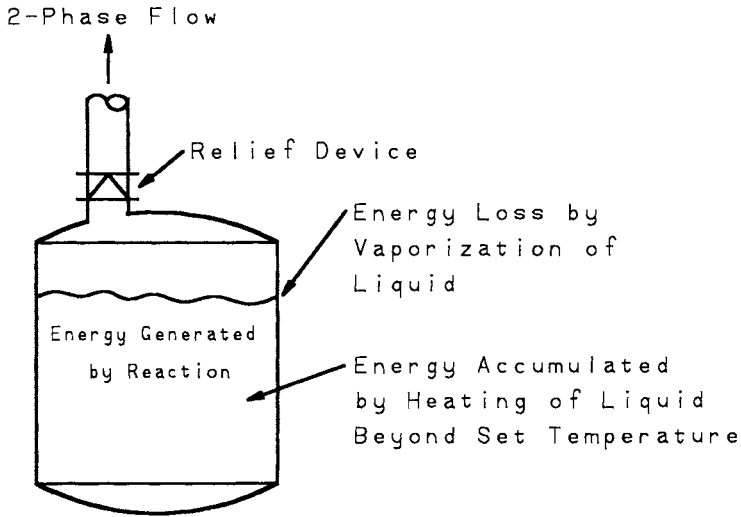 2-Phase Flow
Relief Device
Energy Loss by
Vaporization of
Liquid
Energy Generated
by Reaction
Energy Accumulated
by Heating of Liquid
Beyond Set Temperature